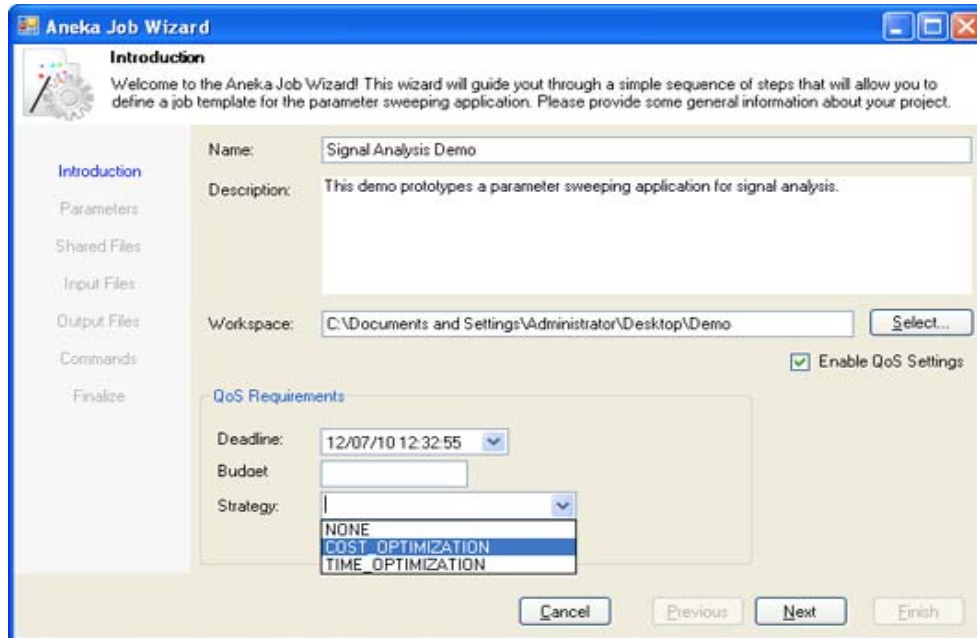 Aneka Job Wizard
Introduction
Welcome to the Aneka Job Wizard! This wizard will guide yout through a simple sequence of steps that will allow you to
define a job template for the parameter sweeping application. Please provide some general information about your project.
Introduction
Parameters
Shared Files
Input Files
Output Files
Commands
Finalize
Name: Signal Analysis Demo
Description: This demo prototypes a parameter sweeping application for signal analysis.
Workspace: C:\Documents and Settings\Administrator\Desktop\Demo Select...
Enable QoS Settings
QoS Requirements
Deadline: 12/07/10 12:32:55
Budget
Strategy:
NONE
COST_OPTIMIZATION
TIME_OPTIMIZATION
Cancel Previous Next Finish